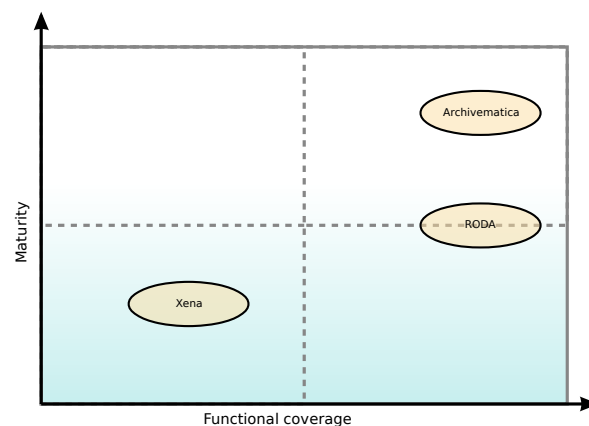 Archivematica
Maturity
RODA
Xena
Functional coverage